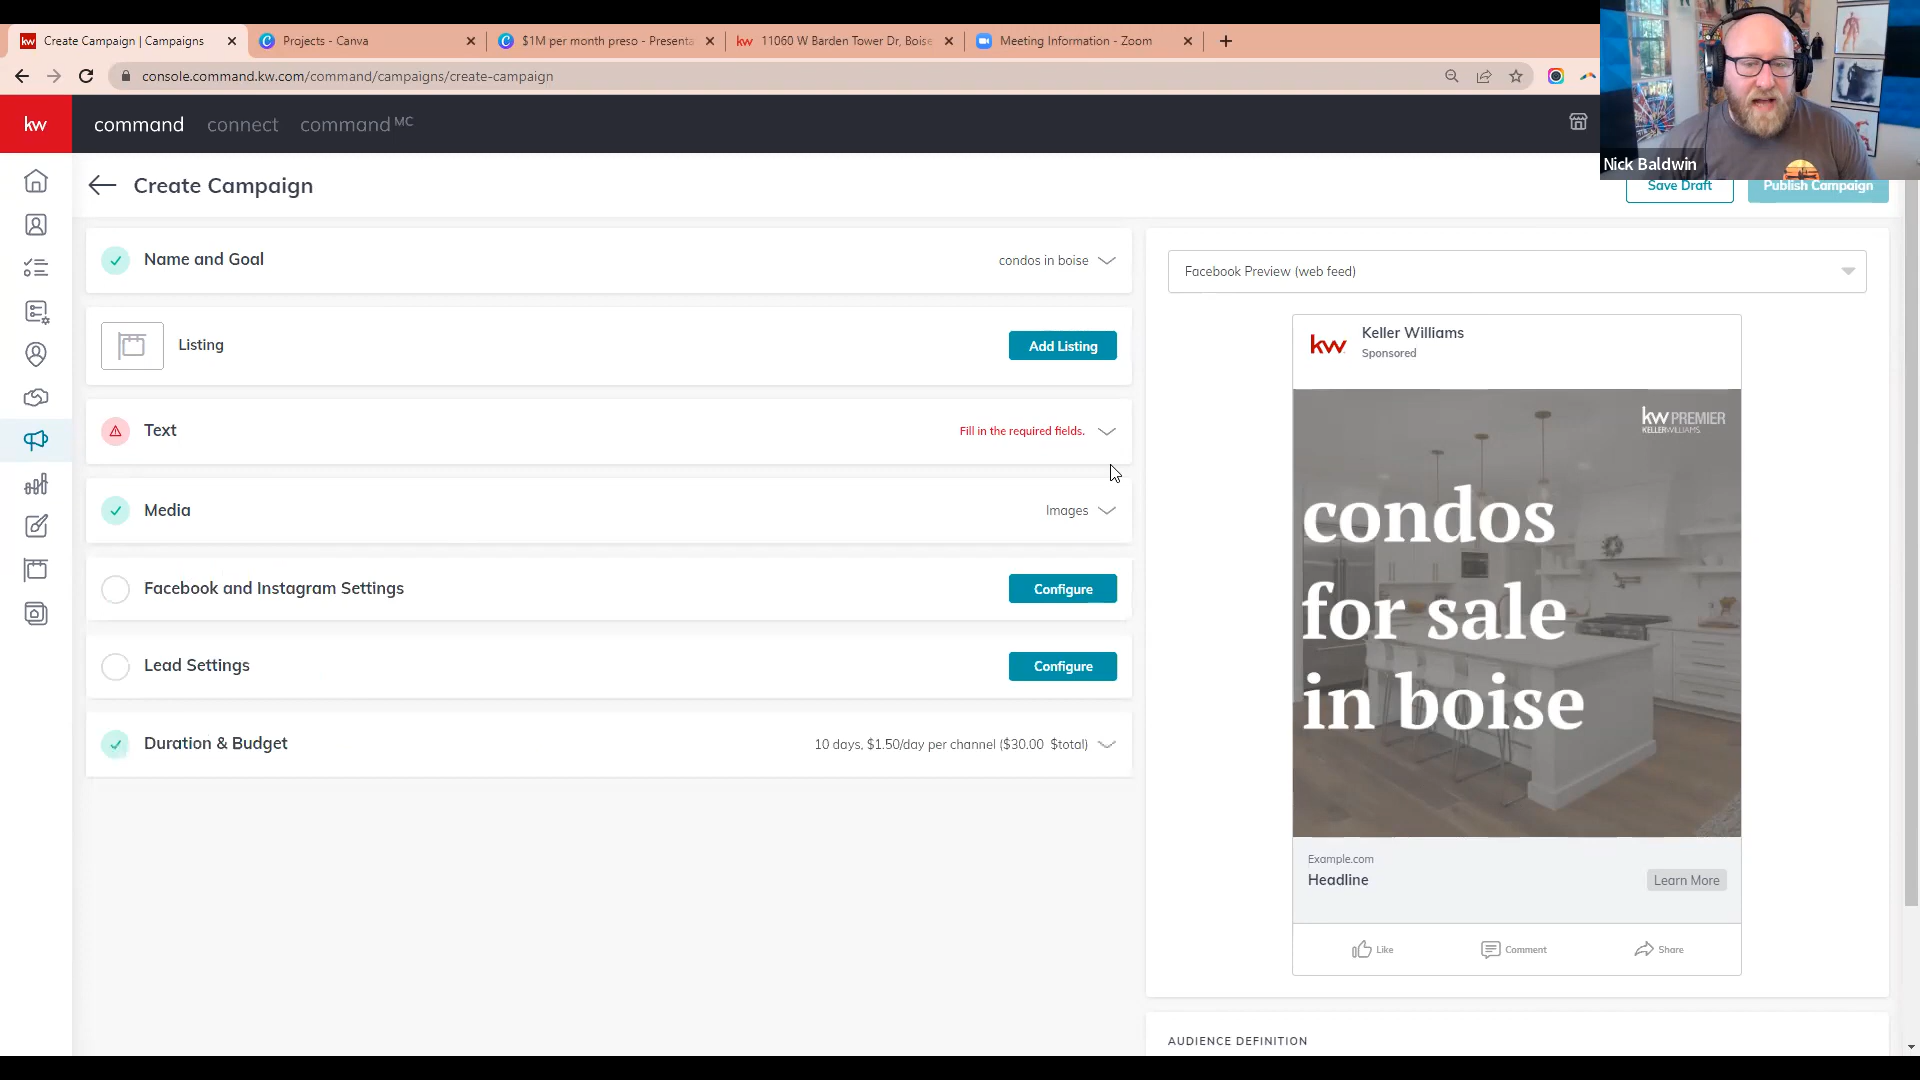 Create Campaign | Campaigns
Projects - Canva
$1M per month preso - Presenta
kw 11060 W Barden Tower Dr, Boise
Meeting Information - Zoom
console.command.kw.com/command/campaigns/create-campaign
kw
command
connect
command MC
Nick Baldwin
Create Campaign
Save Draft
Publish Campaign
Name and Goal
condos in boise
Listing
Add Listing
Text
Fill in the required fields.
Media
Images
Facebook and Instagram Settings
Configure
Lead Settings
Configure
Duration & Budget
10 days, $1.50/day per channel ($30.00 $total)
Facebook Preview (web feed)
kw
Keller Williams
Sponsored
kw PREMIER
KELLERWILLIAMS.
condos
for sale
in boise
Example.com
Headline
Learn More
Like
Comment
Share
AUDIENCE DEFINITION